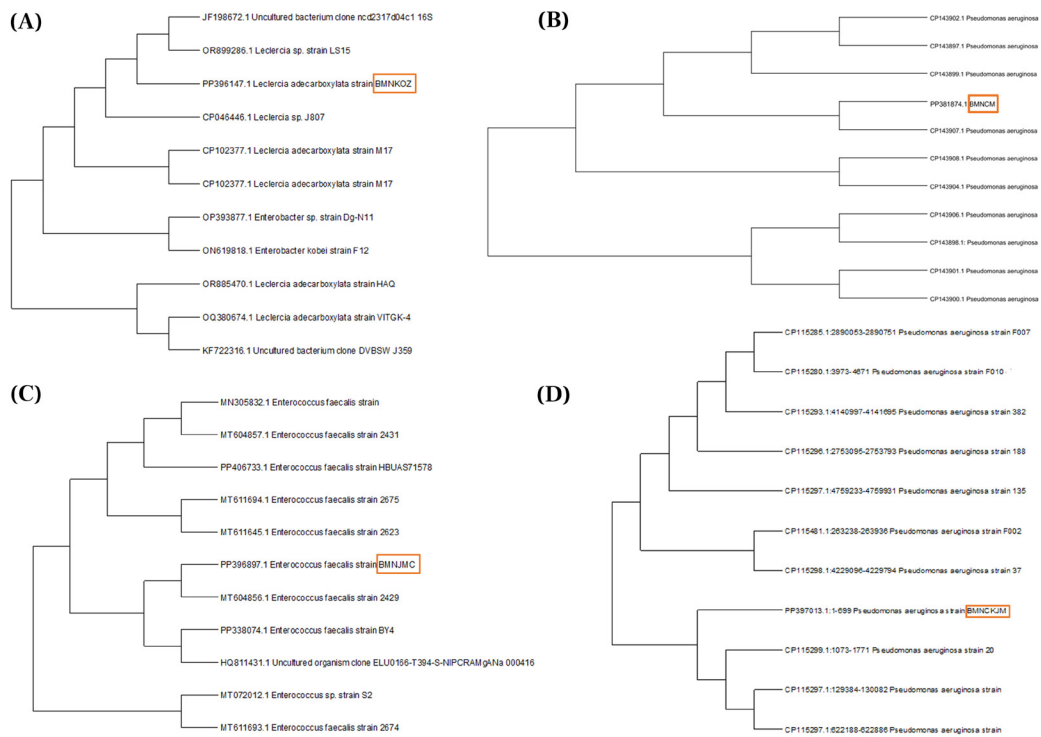 (A)
JF198672.1 Uncultured bacterium clone ncd2317d04c1 16S
OR899286.1 Leclercia sp. strain LS15
PP396147.1 Leclercia adecarboxylata strain BMNKOZ
CP046446.1 Leclercia sp. J807
CP102377.1 Leclercia adecarboxylata strain M17
CP102377.1 Leclercia adecarboxylata strain M17
OP393877.1 Enterobacter sp. strain Dg-N11
ON619818.1 Enterobacter kobei strain F12
OR885470.1 Leclercia adecarboxylata strain HAQ
OQ380674.1 Leclercia adecarboxylata strain VITGK-4
KF722316.1 Uncultured bacterium clone DVBSW J359
(B)
CP143902.1 Pseudomonas aeruginosa
CP143897.1 Pseudomonas aeruginosa
CP143899.1 Pseudomonas aeruginosa
PP381874.1 BMNCM
CP143907.1 Pseudomonas aeruginosa
CP143908.1 Pseudomonas aeruginosa
CP143904.1 Pseudomonas aeruginosa
CP143906.1 Pseudomonas aeruginosa
CP143898.1: Pseudomonas aeruginosa
CP143901.1 Pseudomonas aeruginosa
CP143900.1 Pseudomonas aeruginosa
(C)
MN305832.1 Enterococcus faecalis strain
MT604857.1 Enterococcus faecalis strain 2431
PP406733.1 Enterococcus faecalis strain HBUAS71578
MT611694.1 Enterococcus faecalis strain 2675
MT611645.1 Enterococcus faecalis strain 2623
PP396897.1 Enterococcus faecalis strain BMNJMC
MT604856.1 Enterococcus faecalis strain 2429
PP338074.1 Enterococcus faecalis strain BY4
HQ811431.1 Uncultured organism clone ELU0166-T394-S-NIPCRAMgANa 000416
MT072012.1 Enterococcus sp. strain S2
MT611693.1 Enterococcus faecalis strain 2674
(D)
CP115285.1:2890053-2890751 Pseudomonas aeruginosa strain F007
CP115280.1:3973-4671 Pseudomonas aeruginosa strain F010
CP115293.1:4140997-4141695 Pseudomonas aeruginosa strain 382
CP115296.1:2753095-2753793 Pseudomonas aeruginosa strain 188
CP115297.1:4759233-4759931 Pseudomonas aeruginosa strain 135
CP115481.1:263238-263936 Pseudomonas aeruginosa strain F002
CP115298.1:4229096-4229794 Pseudomonas aeruginosa strain 37
PP397013.1:1-699 Pseudomonas aeruginosa strain BMNCKJM
CP115299.1:1073-1771 Pseudomonas aeruginosa strain 20
CP115297.1:129384-130082 Pseudomonas aeruginosa strain
CP115297.1:622188-622886 Pseudomonas aeruginosa strain